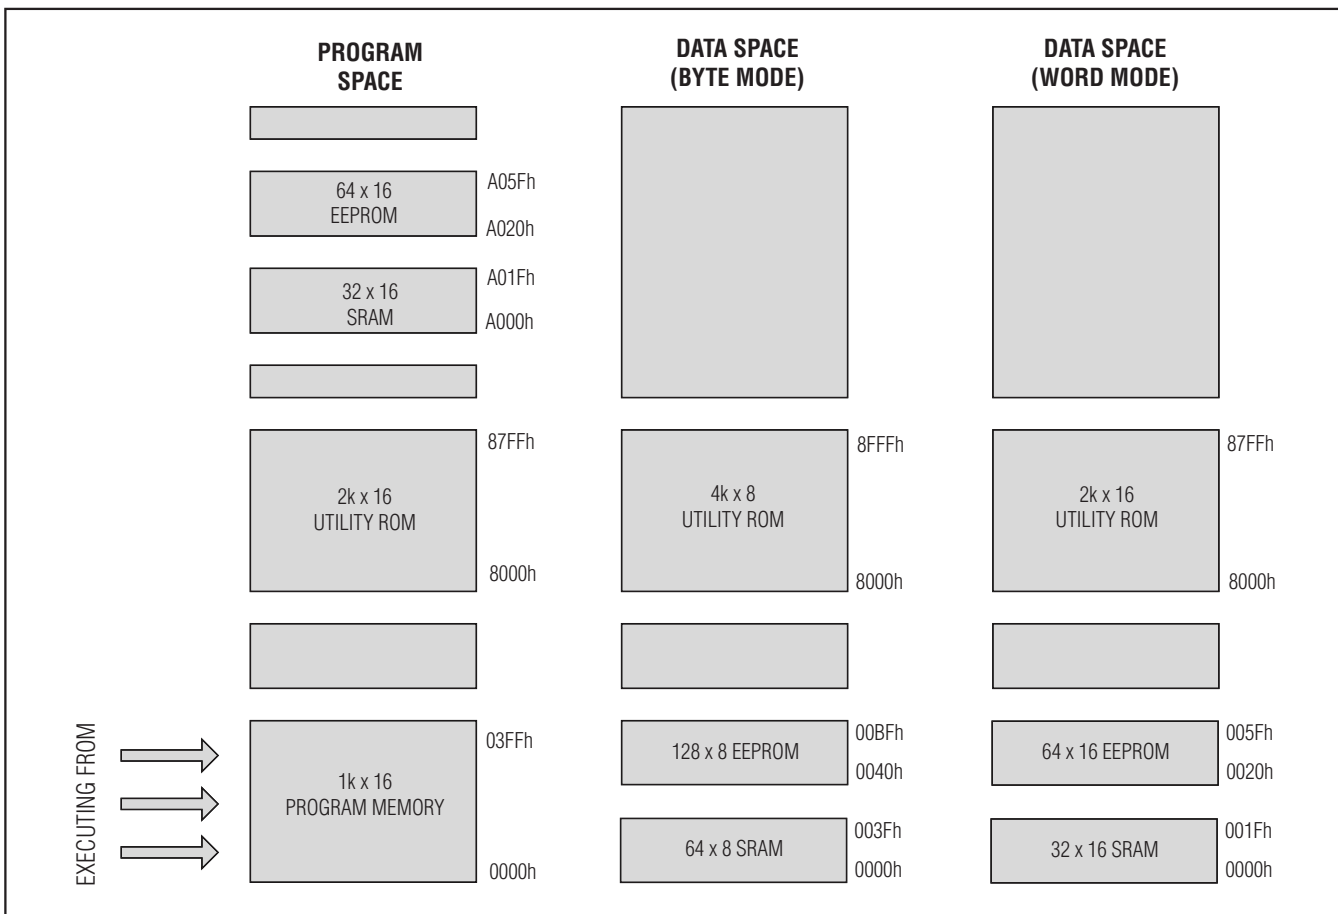 PROGRAM
SPACE
DATA SPACE
(BYTE MODE)
DATA SPACE
(WORD MODE)
64 x 16
EEPROM
A05Fh
A020h
32 x 16
SRAM
A01Fh
A000h
2k x 16
UTILITY ROM
87FFh
8000h
4k x 8
UTILITY ROM
8FFFh
8000h
2k x 16
UTILITY ROM
87FFh
8000h
EXECUTING FROM
1k x 16
PROGRAM MEMORY
03FFh
0000h
128 x 8 EEPROM
00BFh
0040h
64 x 16 EEPROM
005Fh
0020h
64 x 8 SRAM
003Fh
0000h
32 x 16 SRAM
001Fh
0000h